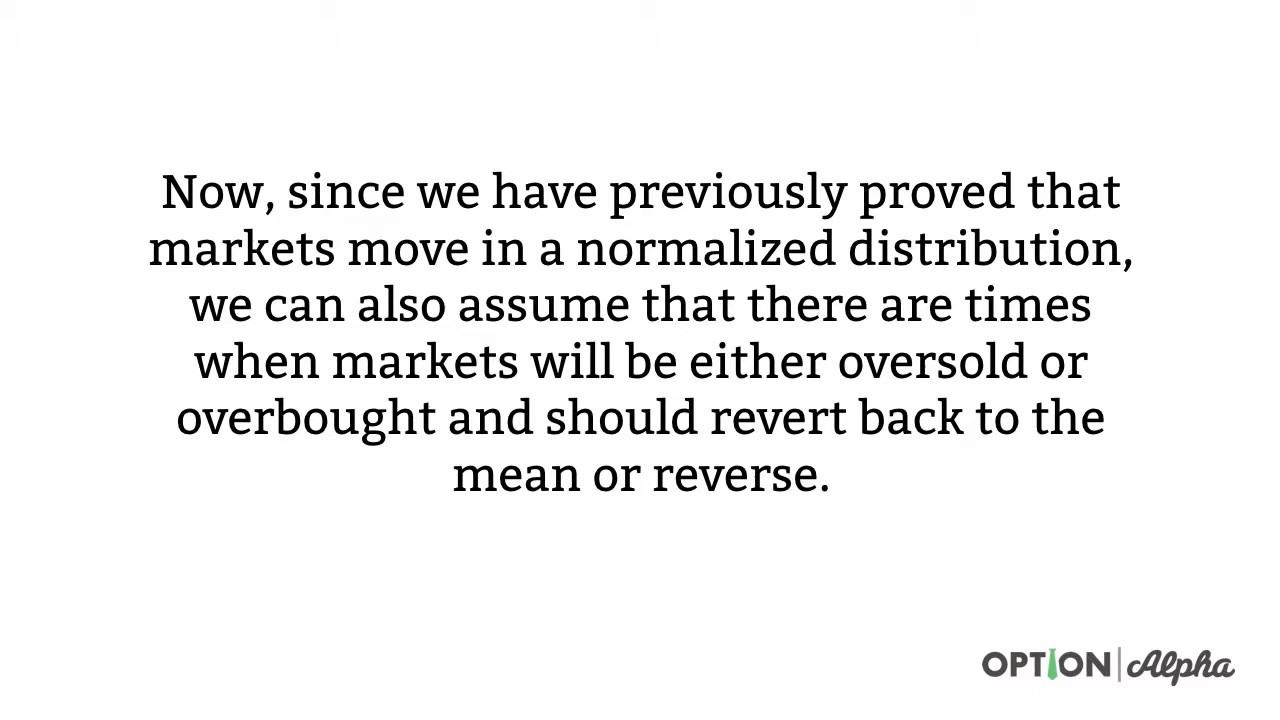 Now, since we have previously proved that
markets move in a normalized distribution,
we can also assume that there are times
when markets will be either oversold or
overbought and should revert back to the
mean or reverse.
OPTION | Alpha